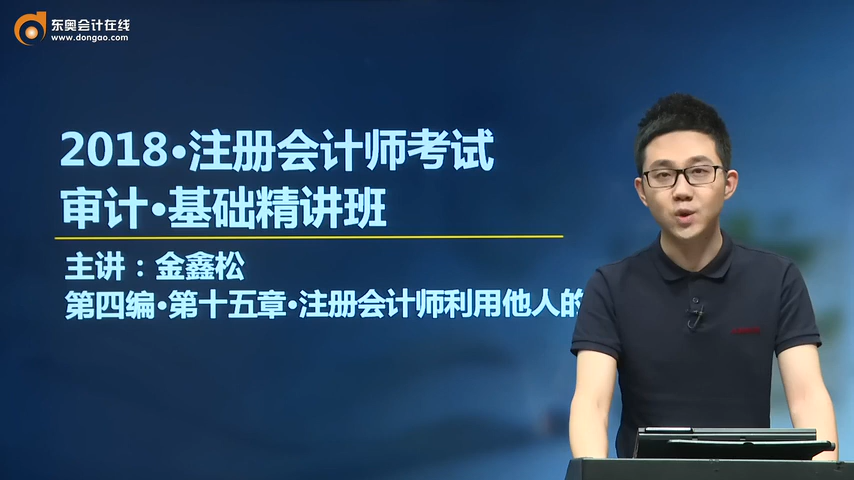 东奥会计在线
www.dongao.com
2018•注册会计师考试
审计•基础精讲班
主讲：金鑫松
第四编•第十五章•注册会计师利用他人的